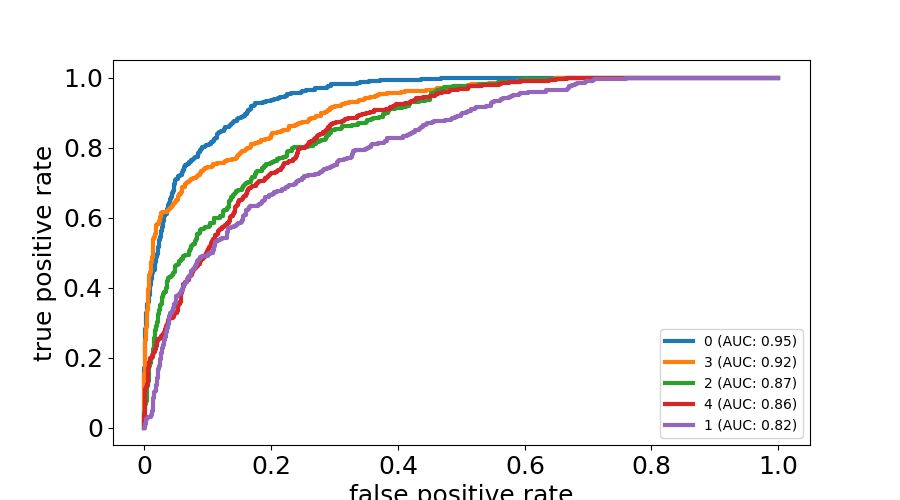 true positive rate
1.0
0.8
0.6
0.4
0.2
0
0 (AUC: 0.95)
3 (AUC: 0.92)
2 (AUC: 0.87)
4 (AUC: 0.86)
1 (AUC: 0.82)
0 0.2 0.4 0.6 0.8 1.0
false positive rate